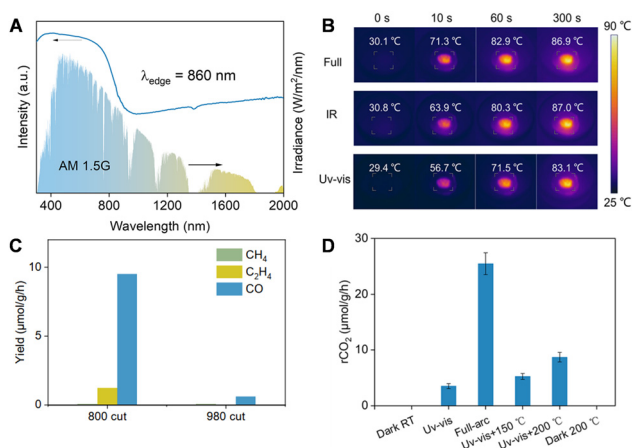 A
Intensity (a.u.)
λedge = 860 nm
AM 1.5G
Irradiance (W/m²/nm)
400 800 1200 1600 2000
Wavelength (nm)
B
0 s 10 s 60 s 300 s
Full 30.1 ℃ 71.3 ℃ 82.9 ℃ 86.9 ℃
IR 30.8 ℃ 63.9 ℃ 80.3 ℃ 87.0 ℃
Uv-vis 29.4 ℃ 56.7 ℃ 71.5 ℃ 83.1 ℃
90 ℃
25 ℃
C
Yield (μmol/g/h)
10
5
0
CH₄
C₂H₄
CO
800 cut 980 cut
D
rCO₂ (μmol/g/h)
30
20
10
0
Dark RT Uv-vis Full-arc Uv-vis+150 ℃ Uv-vis+200 ℃ Dark 200 ℃